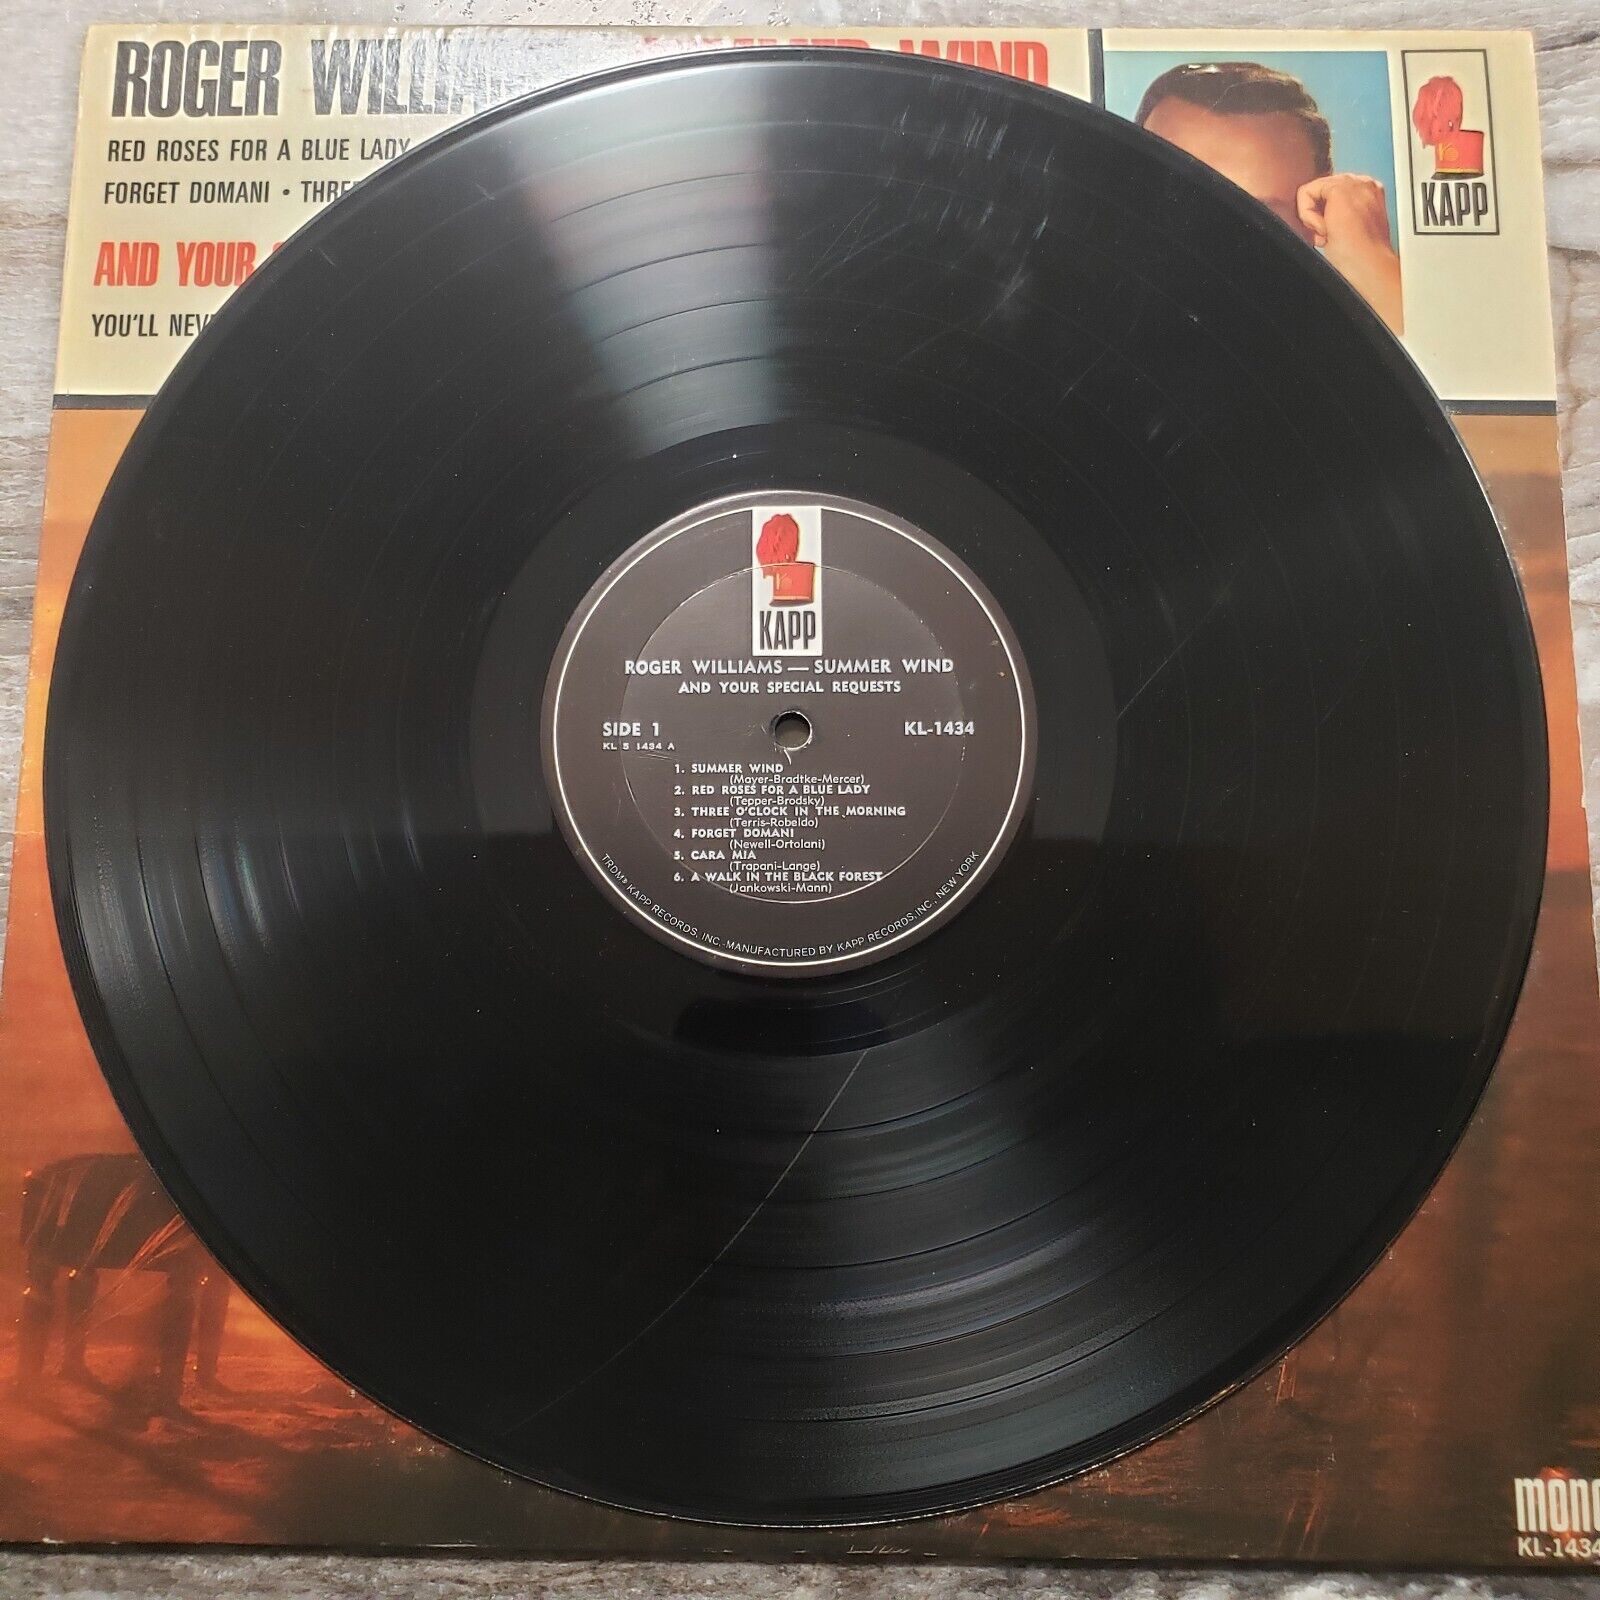 ROGER
WIND
RED ROSES FOR A BLUE LADY
FORGET DOMANI •
AND YOUR
YOU'LL
KAPP
KAPP
ROGER WILLIAMS — SUMMER WIND
AND YOUR SPECIAL REQUESTS
SIDE 1
KL-1434
KL S 1434 A
1. SUMMER WIND
(Mayer-Bradtke-Mercer)
2. RED ROSES FOR A BLUE LADY
(Tepper-Brodsky)
3. THREE O'CLOCK IN THE MORNING
(Terris-Robeldo)
4. FORGET DOMANI
(Newell-Ortolani)
5. CARA MIA
(Trapani-Lange)
6. A WALK IN THE BLACK FOREST
(Jankowski-Mann)
TRDM® KAPP RECORDS, INC.-MANUFACTURED BY KAPP RECORDS, INC., NEW YORK
mono
KL-1434